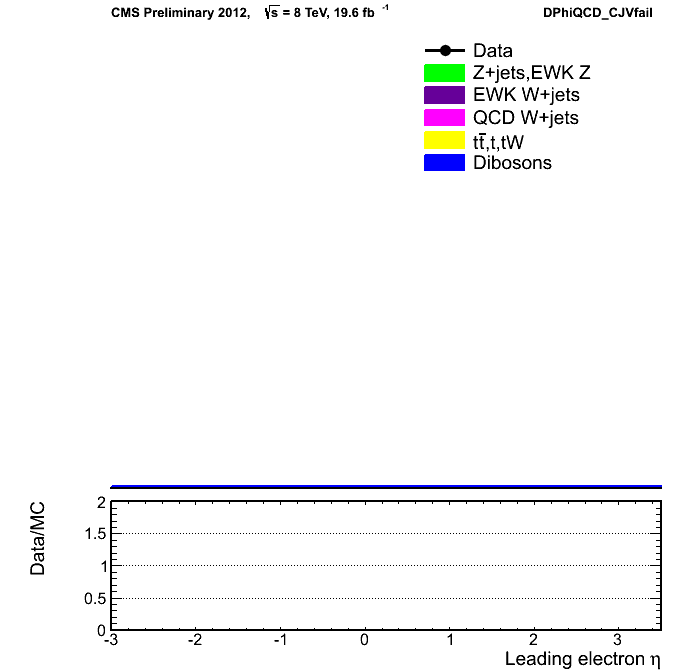 CMS Preliminary 2012, √s = 8 TeV, 19.6 fb⁻¹ DPhiQCD_CJVfail
Data
Z+jets,EWK Z
EWK W+jets
QCD W+jets
tt̅,t,tW
Dibosons
Data/MC
2
1.5
1
0.5
0
-3 -2 -1 0 1 2 3
Leading electron η